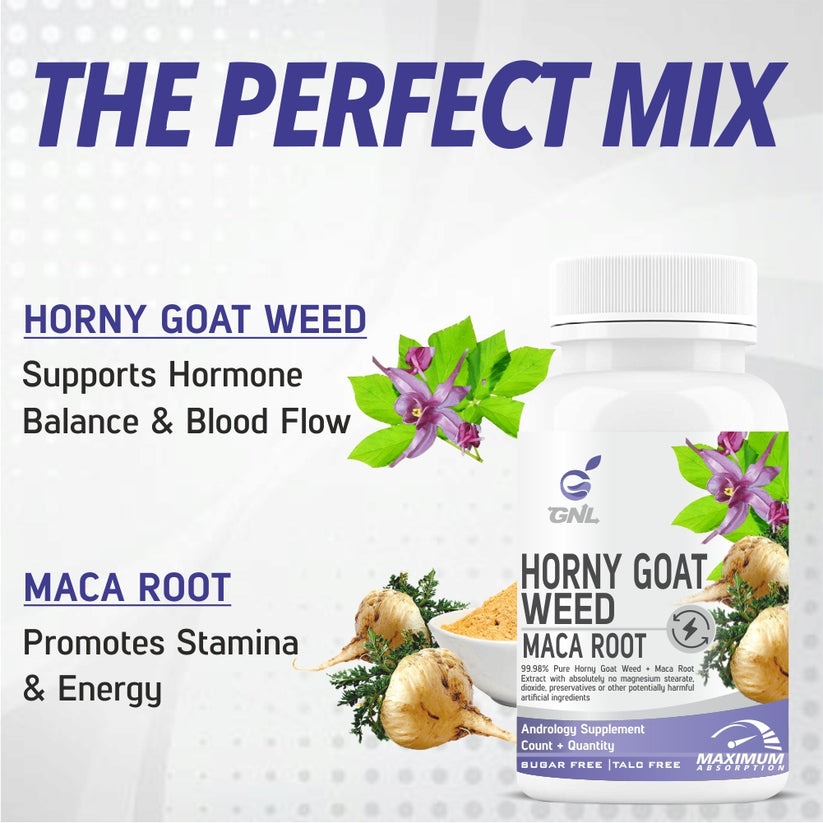 THE PERFECT MIX
HORNY GOAT WEED
Supports Hormone
Balance & Blood Flow
MACA ROOT
Promotes Stamina
& Energy
GNL
HORNY GOAT
WEED
MACA ROOT
99.98% Pure Horny Goat Weed + Maca Root
Extract with absolutely no magnesium stearate,
dioxide, preservatives or other potentially harmful
artificial ingredients
Andrology Supplement
Count + Quantity
SUGAR FREE | TALC FREE
MAXIMUM
ABSORPTION